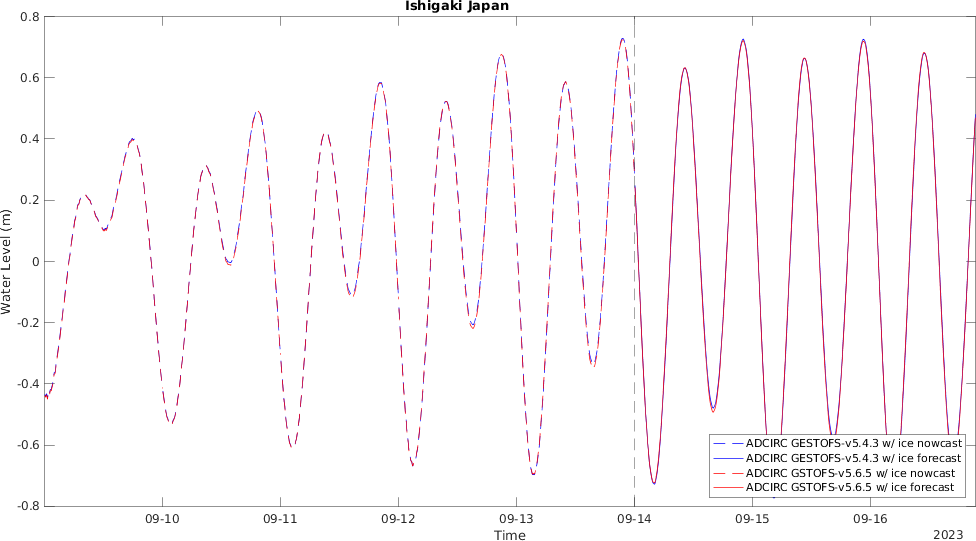 Ishigaki Japan
Water Level (m)
0.8
0.6
0.4
0.2
0
-0.2
-0.4
-0.6
-0.8
ADCIRC GESTOFS-v5.4.3 w/ ice nowcast
ADCIRC GESTOFS-v5.4.3 w/ ice forecast
ADCIRC GSTOFS-v5.6.5 w/ ice nowcast
ADCIRC GSTOFS-v5.6.5 w/ ice forecast
09-10 09-11 09-12 09-13 09-14 09-15 09-16
Time
2023